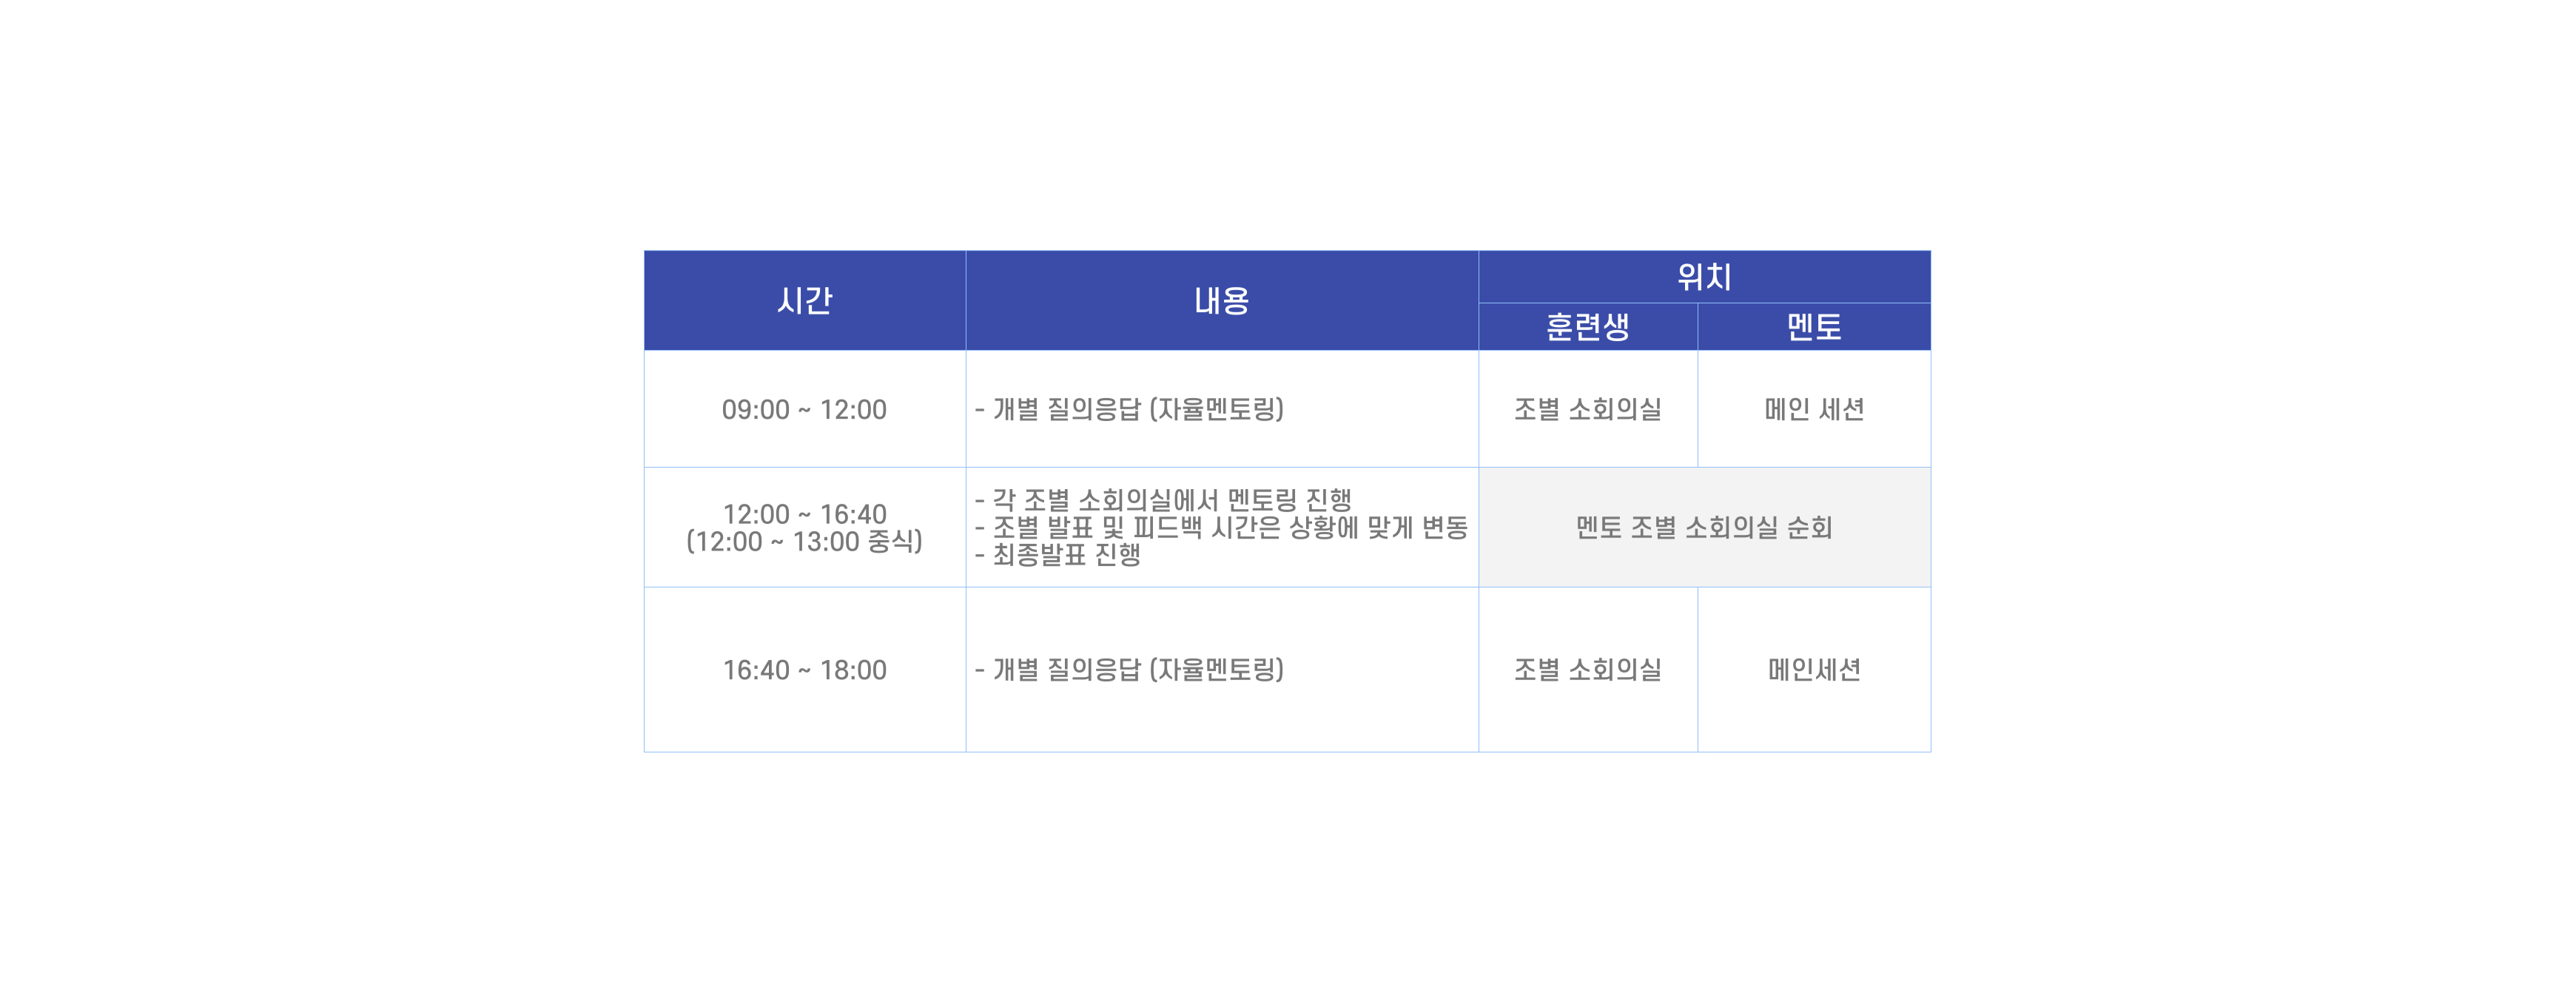 시간
내용
위치
훈련생
멘토
09:00 ~ 12:00
- 개별 질의응답 (자율멘토링)
조별 소회의실
메인 세션
12:00 ~ 16:40
(12:00 ~ 13:00 중식)
- 각 조별 소회의실에서 멘토링 진행
- 조별 발표 및 피드백 시간은 상황에 맞게 변동
- 최종발표 진행
멘토 조별 소회의실 순회
16:40 ~ 18:00
- 개별 질의응답 (자율멘토링)
조별 소회의실
메인세션